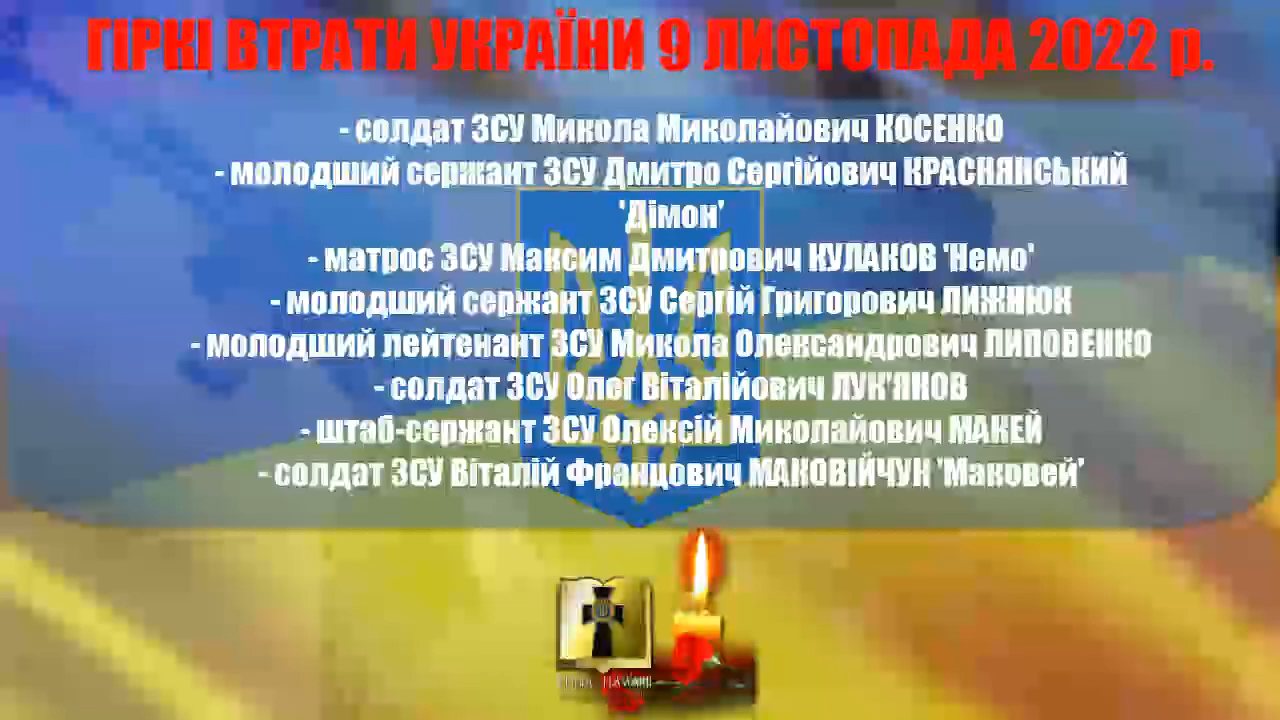 ГІРКІ ВТРАТИ УКРАЇНИ 9 ЛИСТОПАДА 2022 р.
- солдат ЗСУ Микола Миколайович КОСЕНКО
- молодший сержант ЗСУ Дмитро Сергійович КРАСНЯНСЬКИЙ
'Дімон'
- матрос ЗСУ Максим Дмитрович КУЛАКОВ 'Немо'
- молодший сержант ЗСУ Сергій Григорович ЛИЖНЮК
- молодший лейтенант ЗСУ Микола Олександрович ЛИПОВЕНКО
- солдат ЗСУ Олег Віталійович ЛУК'ЯНОВ
- штаб-сержант ЗСУ Олексій Миколайович МАКЕЙ
- солдат ЗСУ Віталій Францович МАКОВІЙЧУК 'Маковей'